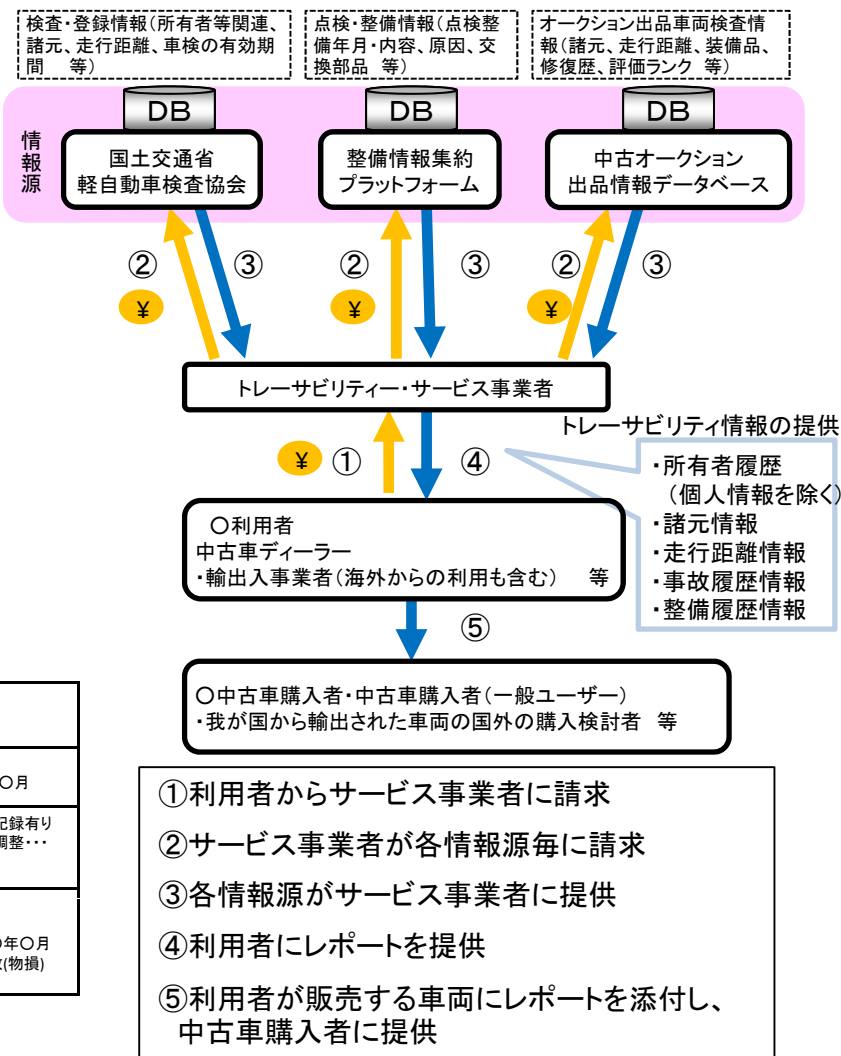 検査・登録情報(所有者等関連、
諸元、走行距離、車検の有効期
間　等)
点検・整備情報(点検整
備年月・内容、原因、交
換部品 等)
オークション出品車両検査情
報(諸元、走行距離、装備品、
修復歴、評価ランク 等)
情報源
DB
DB
DB
国土交通省
軽自動車検査協会
整備情報集約
プラットフォーム
中古オークション
出品情報データベース
②
③
②
③
②
③
¥
¥
¥
トレーサビリティー・サービス事業者
¥
①
④
トレーサビリティ情報の提供
・所有者履歴
(個人情報を除く)
・諸元情報
・走行距離情報
・事故履歴情報
・整備履歴情報
〇利用者
中古車ディーラー
・輸出入事業者(海外からの利用も含む)　等
⑤
〇中古車購入者・中古車購入者(一般ユーザー)
・我が国から輸出された車両の国外の購入検討者　等
〇月
記録有り
調整・・・
年〇月
(物損)
①利用者からサービス事業者に請求
②サービス事業者が各情報源毎に請求
③各情報源がサービス事業者に提供
④利用者にレポートを提供
⑤利用者が販売する車両にレポートを添付し、
中古車購入者に提供